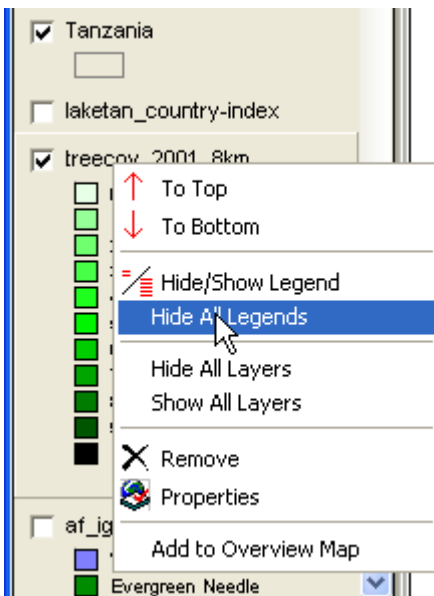 Tanzania
laketan_country-index
treecov_2001_8km
To Top
To Bottom
Hide/Show Legend
Hide All Legends
Hide All Layers
Show All Layers
Remove
Properties
af_ig
Add to Overview Map
Evergreen Needle